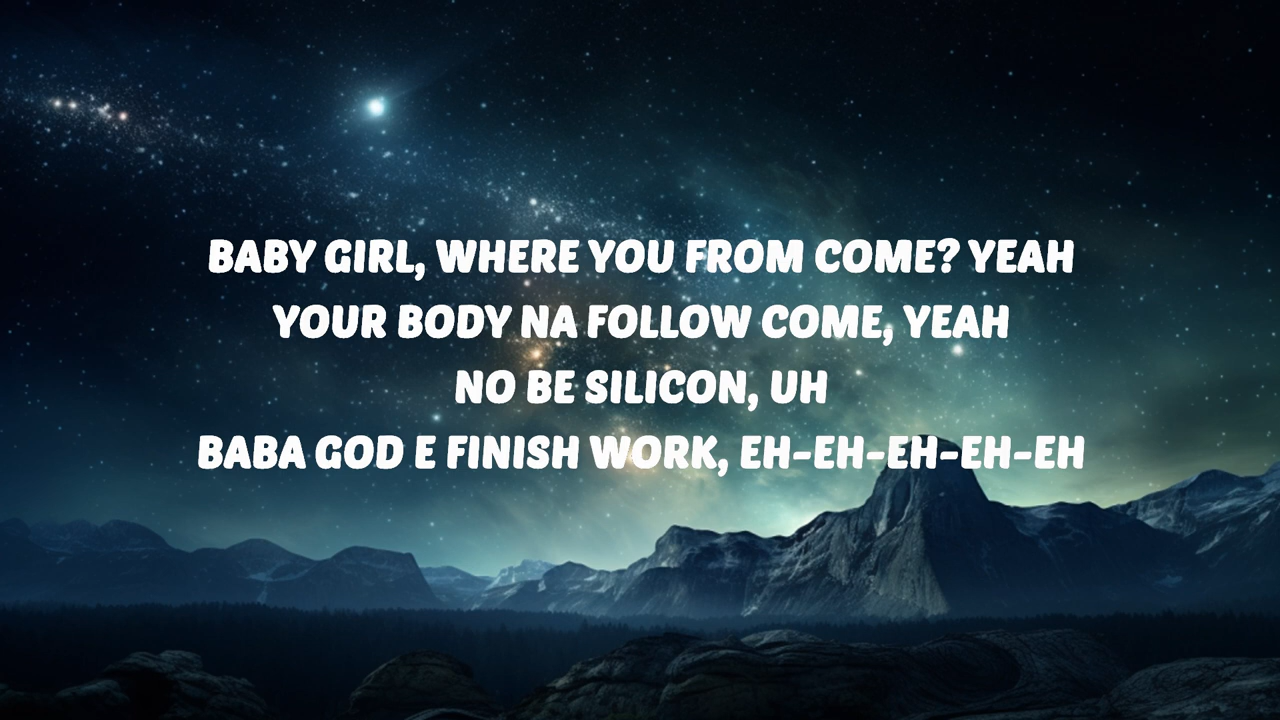 BABY GIRL, WHERE YOU FROM COME? YEAH
YOUR BODY NA FOLLOW COME, YEAH
NO BE SILICON, UH
BABA GOD E FINISH WORK, EH-EH-EH-EH-EH